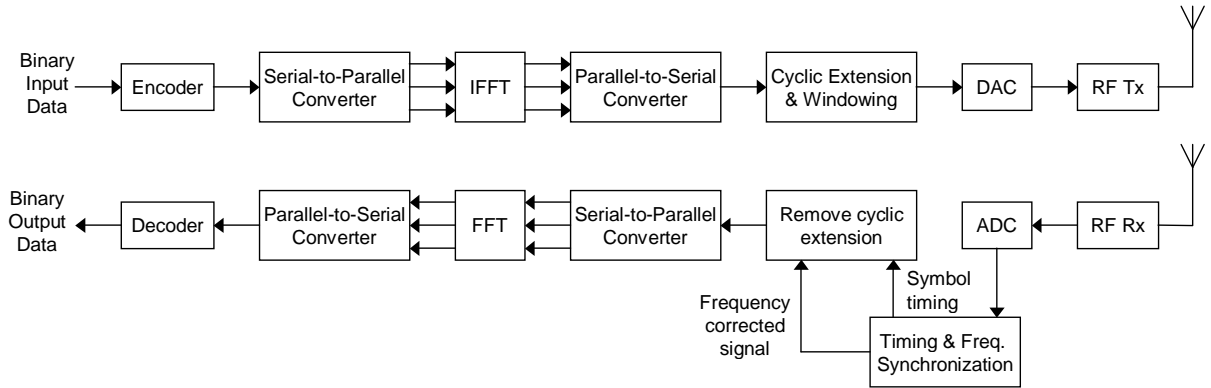 Binary
Input
Data
Encoder
Serial-to-Parallel
Converter
IFFT
Parallel-to-Serial
Converter
Cyclic Extension
& Windowing
DAC
RF Tx
Binary
Output
Data
Decoder
Parallel-to-Serial
Converter
FFT
Serial-to-Parallel
Converter
Remove cyclic
extension
ADC
RF Rx
Frequency
corrected
signal
Symbol
timing
Timing & Freq.
Synchronization